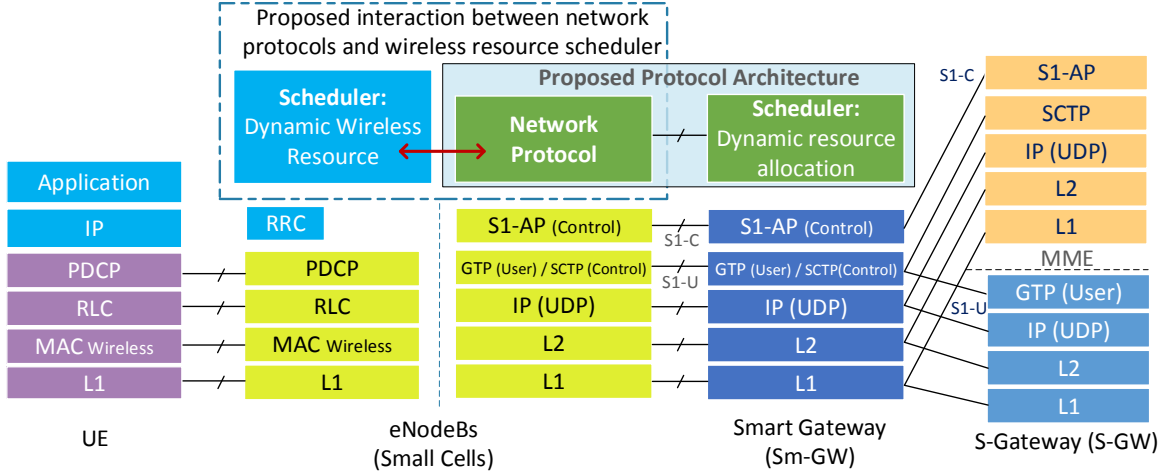 Proposed interaction between network
protocols and wireless resource scheduler
Proposed Protocol Architecture
Scheduler:
Dynamic Wireless
Resource
Network
Protocol
Scheduler:
Dynamic resource
allocation
Application
IP
PDCP
RLC
MAC Wireless
L1
UE
RRC
PDCP
RLC
MAC Wireless
L1
eNodeBs
(Small Cells)
S1-AP (Control)
GTP (User) / SCTP (Control)
IP (UDP)
L2
L1
S1-C
S1-U
S1-AP (Control)
GTP (User) / SCTP(Control)
IP (UDP)
L2
L1
Smart Gateway
(Sm-GW)
S1-C
S1-U
S1-AP
SCTP
IP (UDP)
L2
L1
MME
GTP (User)
IP (UDP)
L2
L1
S-Gateway (S-GW)